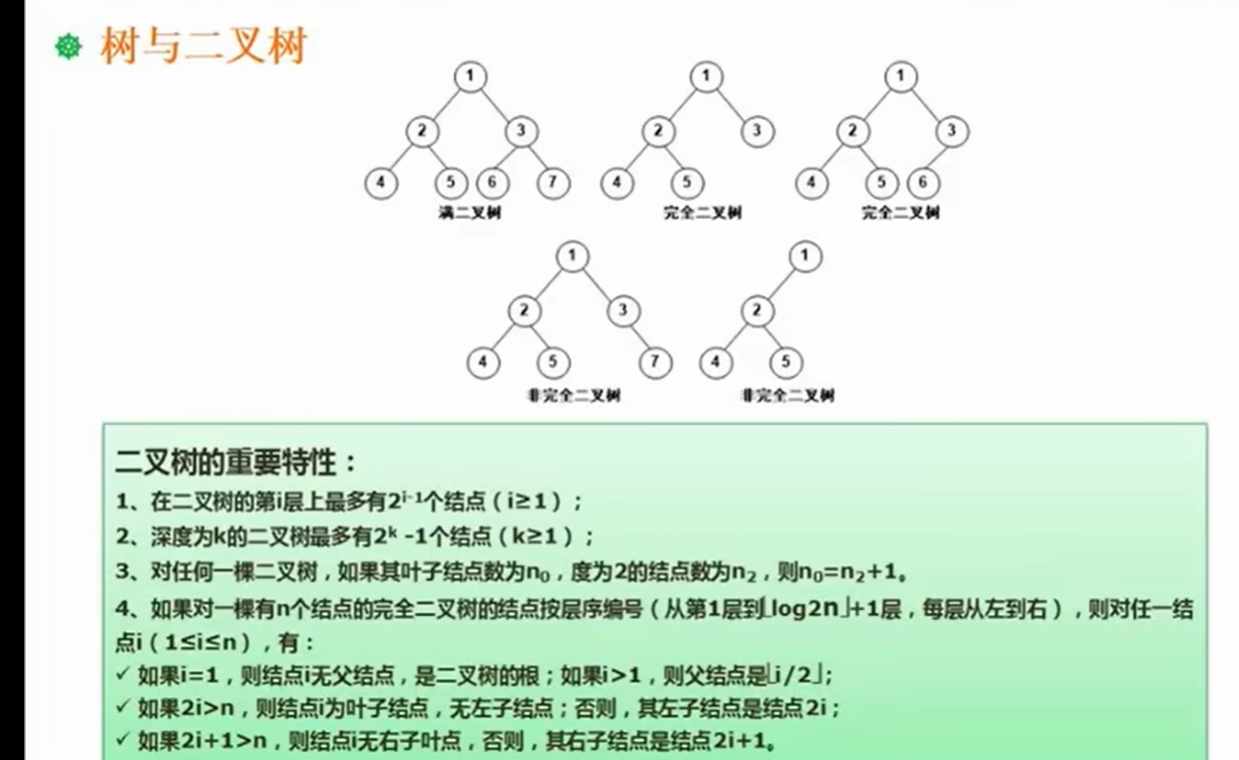 树与二叉树
1 1 1
2 3 2 3 2 3
4 5 6 7 4 5 4 5 6
满二叉树 完全二叉树 完全二叉树
1 1
2 3 2
4 5 7 4 5
非完全二叉树 非完全二叉树
二叉树的重要特性：
1、在二叉树的第i层上最多有2ⁱ⁻¹个结点（i≥1）；
2、深度为k的二叉树最多有2ᵏ -1个结点（k≥1）；
3、对任何一棵二叉树，如果其叶子结点数为n₀，度为2的结点数为n₂，则n₀=n₂+1。
4、如果对一棵有n个结点的完全二叉树的结点按层序编号（从第1层到⌊log2n⌋+1层，每层从左到右），则对任一结
点i（1≤i≤n），有：
✓ 如果i=1，则结点i无父结点，是二叉树的根；如果i>1，则父结点是⌊i/2⌋；
✓ 如果2i>n，则结点i为叶子结点，无左子结点；否则，其左子结点是结点2i；
✓ 如果2i+1>n，则结点i无右子叶点，否则，其右子结点是结点2i+1。